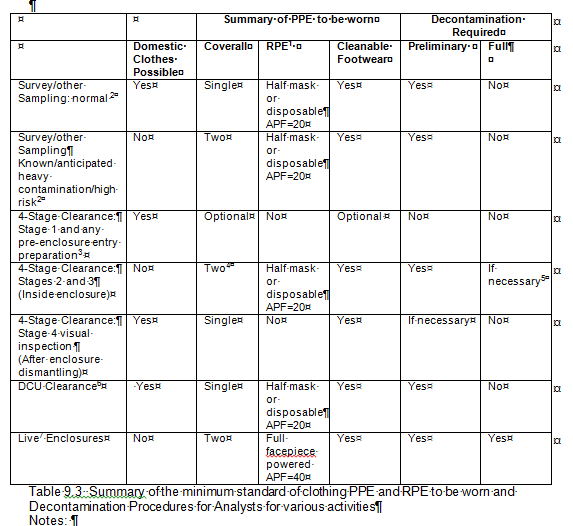 Summary of PPE to be worn
Decontamination
Required
Domestic
Clothes
Possible
Coverall
RPE1
Cleanable
Footwear
Preliminary
Full
Survey/other
Sampling: normal 2
Yes
Single
Half mask
or
disposable
APF=20
Yes
Yes
No
Survey/other
Sampling
Known/anticipated
heavy
contamination/high
risk2
No
Two
Half mask
or
disposable
APF=20
Yes
Yes
No
4-Stage Clearance:
Stage 1 and any
pre-enclosure entry
preparation3
Yes
Optional
No
Optional
No
No
4-Stage Clearance:
Stages 2 and 3
(Inside enclosure)
No
Two4
Half mask
or
disposable
APF=20
Yes
Yes
If
necessary5
4-Stage Clearance:
Stage 4 visual
inspection
(After enclosure
dismantling)
Yes
Single
No
Yes
If necessary
No
DCU Clearance6
Yes
Single
Half mask
or
disposable
APF=20
Yes
Yes
No
Live7 Enclosures
No
Two
Full
facepiece
powered
APF=40
Yes
Yes
Yes
Table 9.3: Summary of the minimum standard of clothing PPE and RPE to be worn and
Decontamination Procedures for Analysts for various activities
Notes: